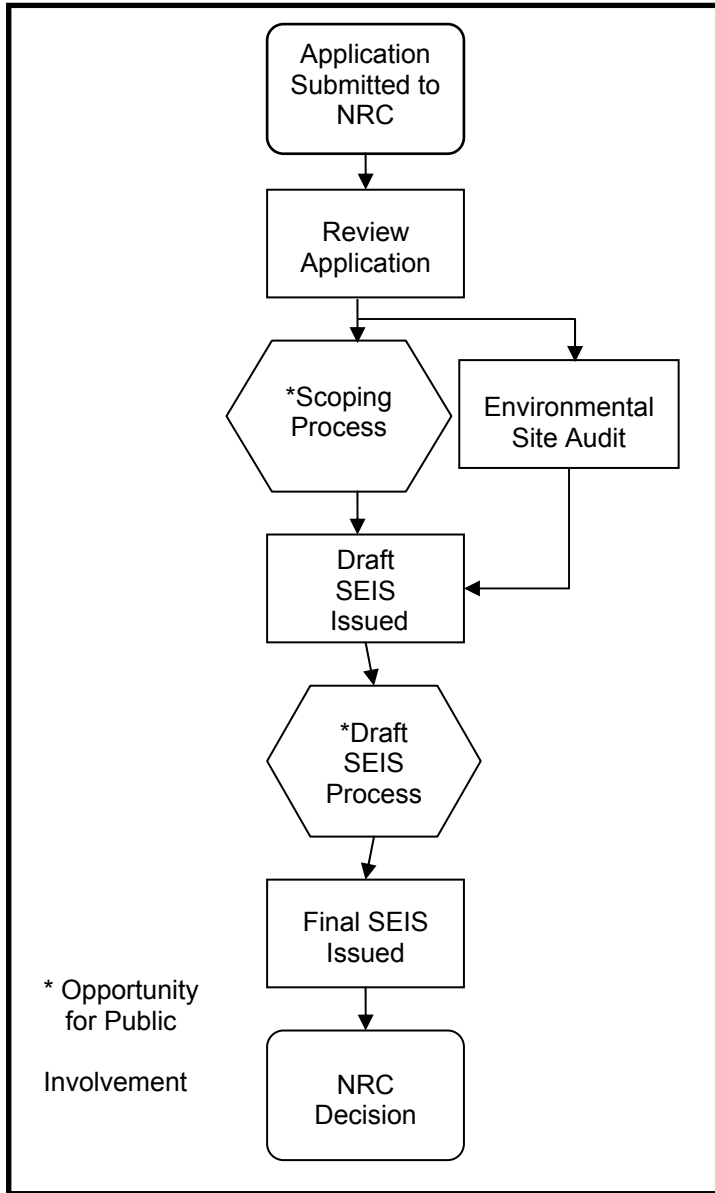 Application
Submitted to
NRC
Review
Application
*Scoping
Process
Environmental
Site Audit
Draft
SEIS
Issued
*Draft
SEIS
Process
Final SEIS
Issued
* Opportunity
for Public
Involvement
NRC
Decision